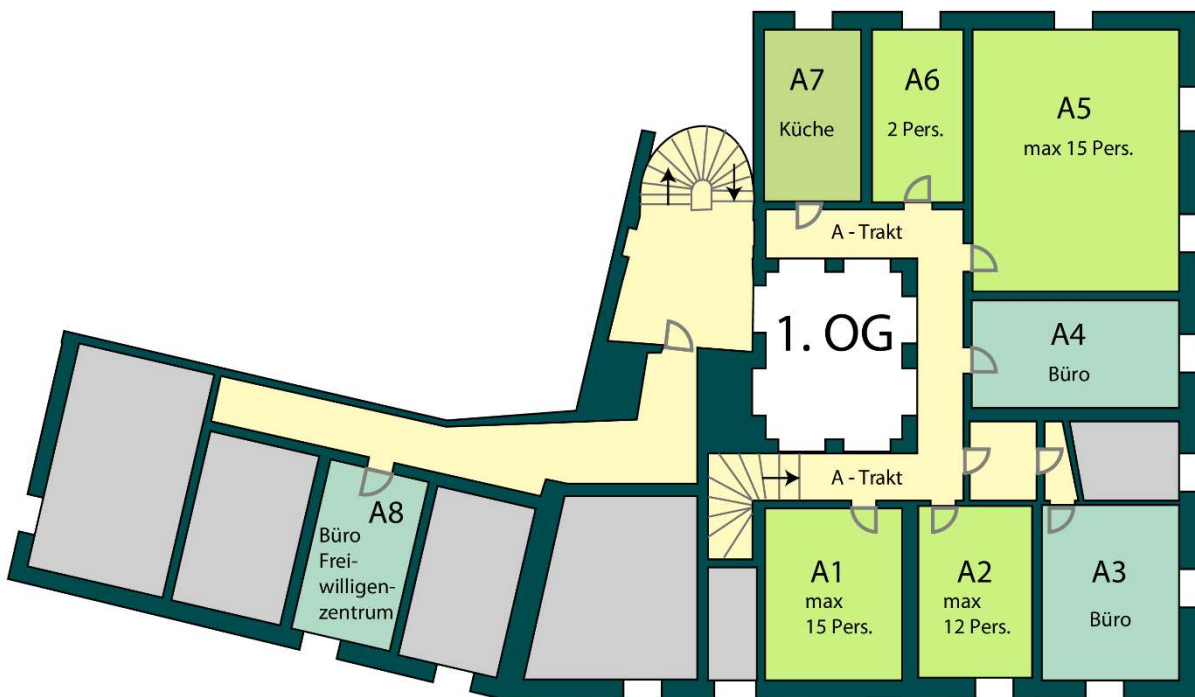 A7
Küche
A6
2 Pers.
A5
max 15 Pers.
A - Trakt
1. OG
A4
Büro
A - Trakt
A8
Büro
Frei-
willigen-
zentrum
A1
max
15 Pers.
A2
max
12 Pers.
A3
Büro